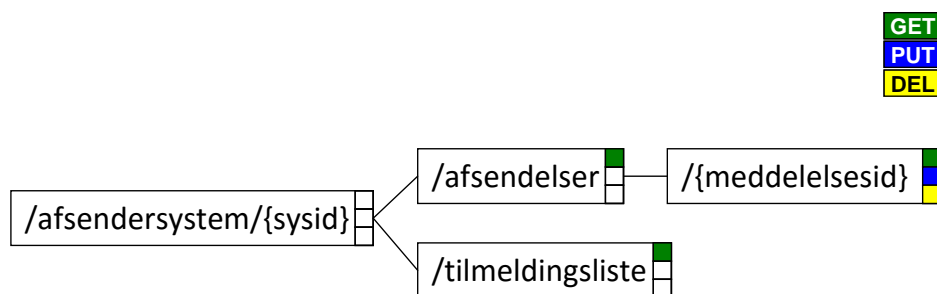 GET
PUT
DEL
/afsendelser
/{meddelelsesid}
/afsendersystem/{sysid}
/tilmeldingsliste